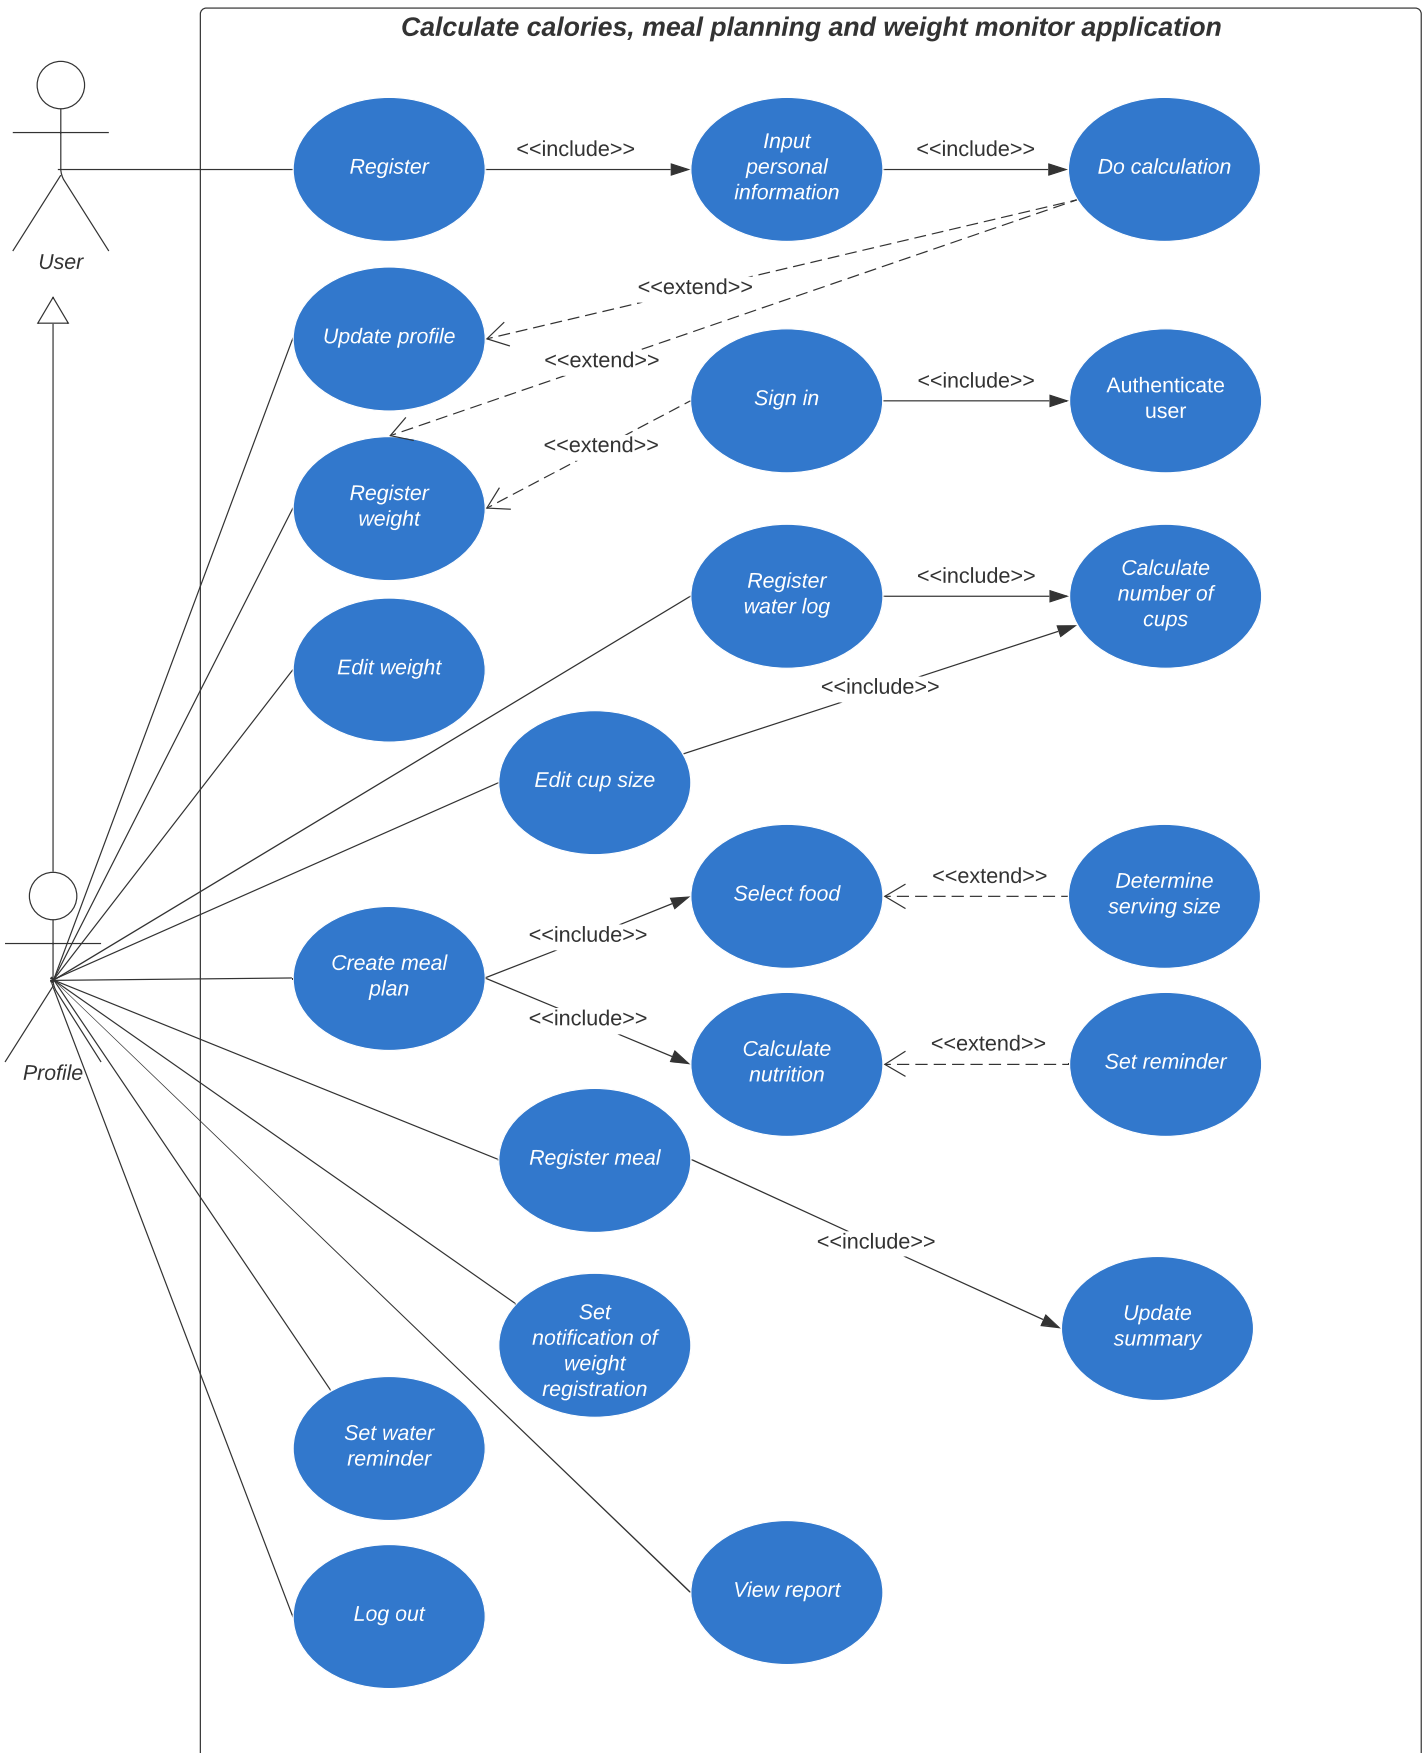 Calculate calories, meal planning and weight monitor application
Register
<<include>>
Input
personal
information
<<include>>
Do calculation
User
Update profile
<<extend>>
<<extend>>
Sign in
<<include>>
Authenticate
user
<<extend>>
Register
weight
Register
water log
<<include>>
Calculate
number of
cups
Edit weight
<<include>>
Edit cup size
Select food
<<extend>>
Determine
serving size
<<include>>
Create meal
plan
<<include>>
Calculate
nutrition
<<extend>>
Set reminder
Profile
Register meal
<<include>>
Update
summary
Set
notification of
weight
registration
Set water
reminder
View report
Log out